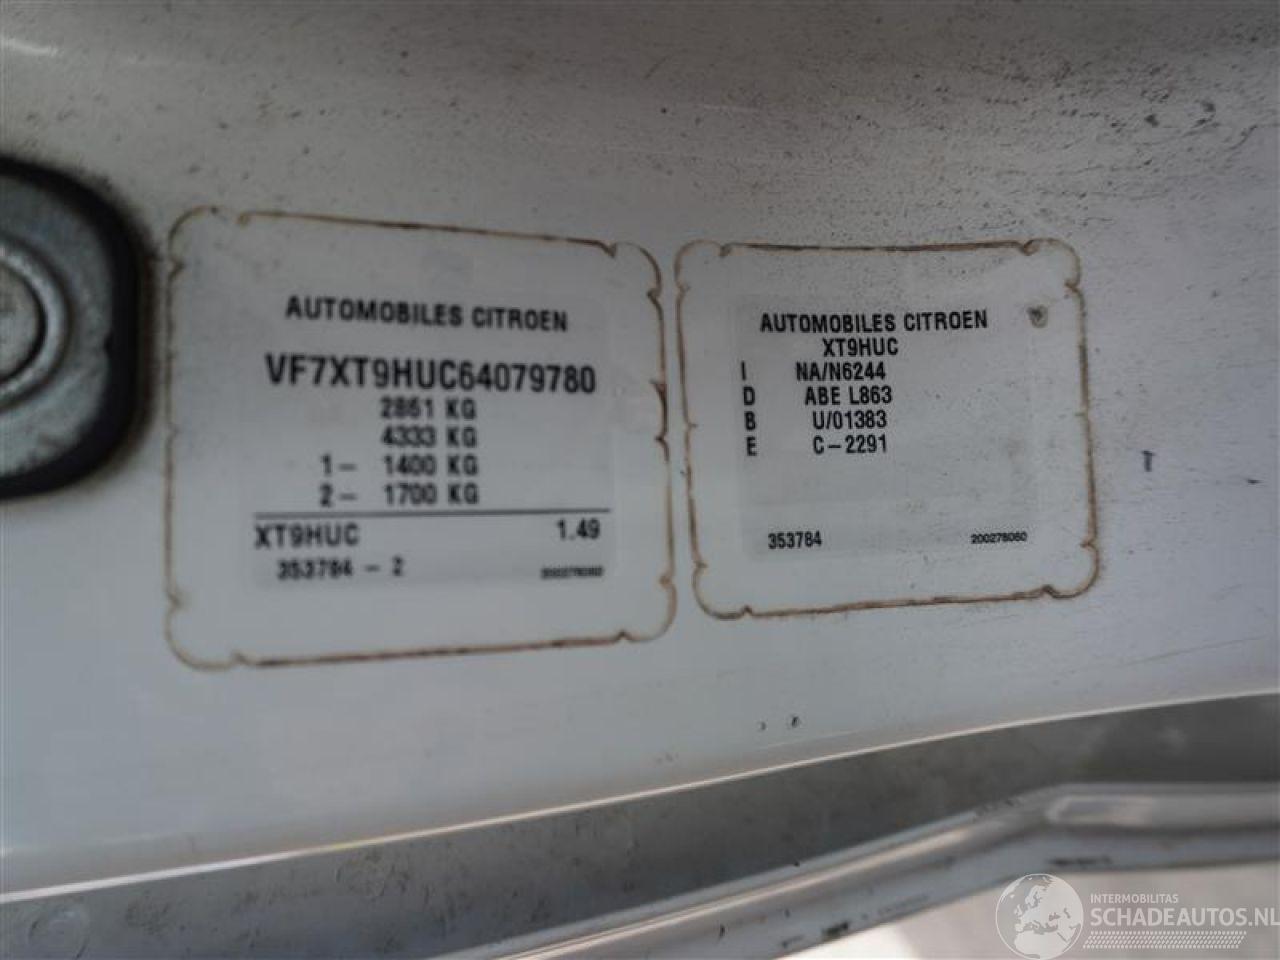 AUTOMOBILES CITROEN
VF7XT9HUC64079780
2861 KG
4333 KG
1- 1400 KG
2- 1700 KG
XT9HUC 1.49
353784 - 2
200278060
AUTOMOBILES CITROEN
XT9HUC
I NA/N6244
D ABE L863
B U/01383
E C-2291
353784 200278060
INTERMOBILITAS
SCHADEAUTOS.NL